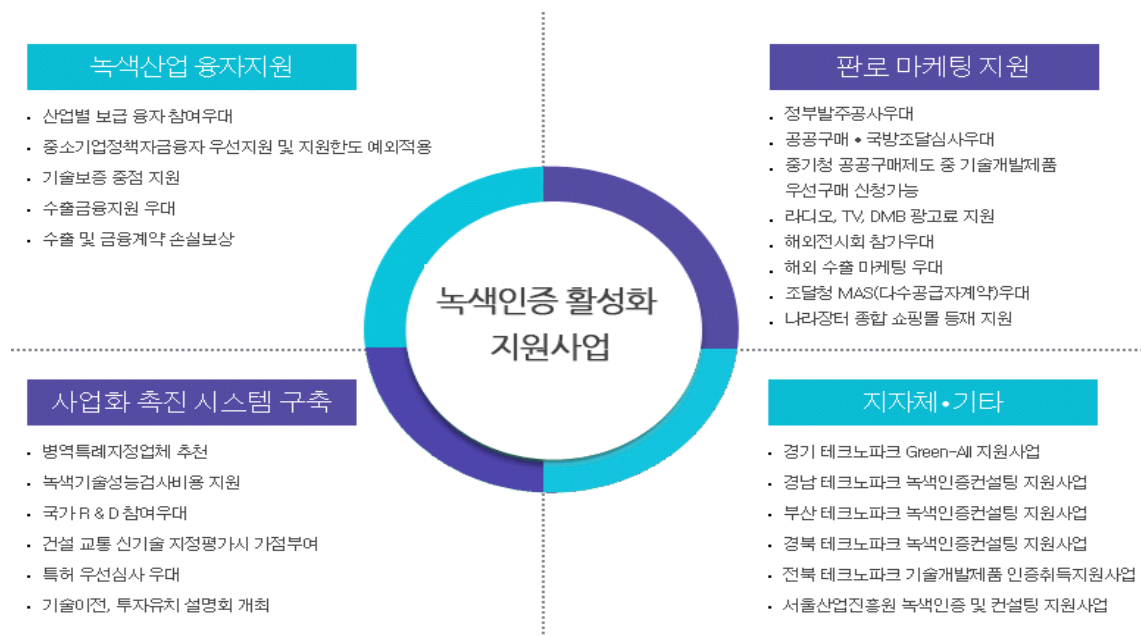 녹색산업 융자지원
• 산업별 보급 융자 참여우대
• 중소기업정책자금융자 우선지원 및 지원한도 예외적용
• 기술보증 중점 지원
• 수출금융지원 우대
• 수출 및 금융계약 손실보상
판로 마케팅 지원
• 정부발주공사우대
• 공공구매 • 국방조달심사우대
• 중기청 공공구매제도 중 기술개발제품
우선구매 신청가능
• 라디오, TV, DMB 광고료 지원
• 해외전시회 참가우대
• 해외 수출 마케팅 우대
• 조달청 MAS(다수공급자계약)우대
• 나라장터 종합 쇼핑몰 등재 지원
녹색인증 활성화
지원사업
사업화 촉진 시스템 구축
• 병역특례지정업체 추천
• 녹색기술성능검사비용 지원
• 국가 R & D 참여우대
• 건설 교통 신기술 지정평가시 가점부여
• 특허 우선심사 우대
• 기술이전, 투자유치 설명회 개최
지자체•기타
• 경기 테크노파크 Green-All 지원사업
• 경남 테크노파크 녹색인증컨설팅 지원사업
• 부산 테크노파크 녹색인증컨설팅 지원사업
• 경북 테크노파크 녹색인증컨설팅 지원사업
• 전북 테크노파크 기술개발제품 인증취득지원사업
• 서울산업진흥원 녹색인증 및 컨설팅 지원사업